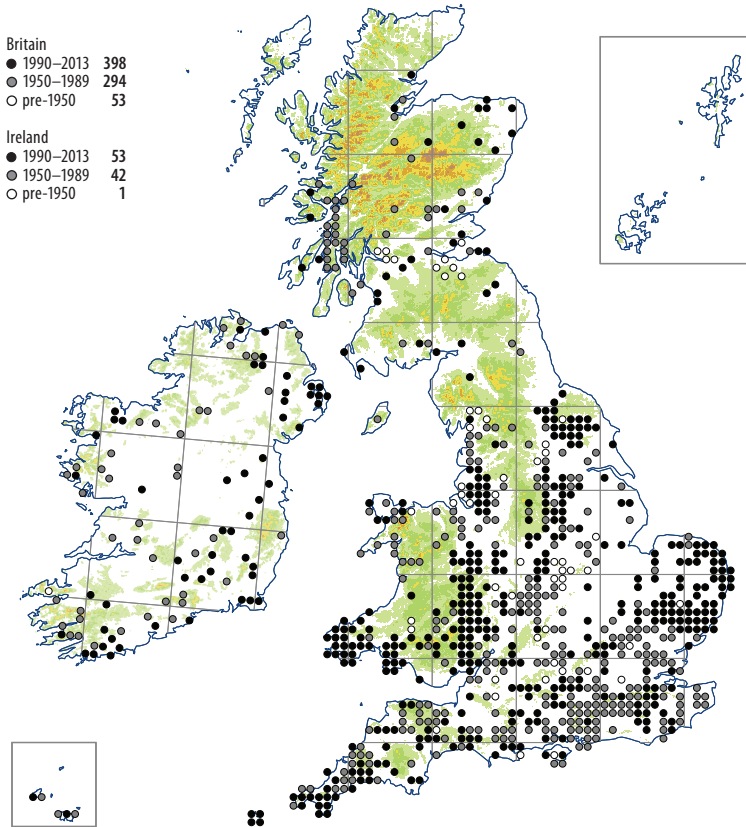 Britain
1990–2013 398
1950–1989 294
pre-1950 53
Ireland
1990–2013 53
1950–1989 42
pre-1950 1